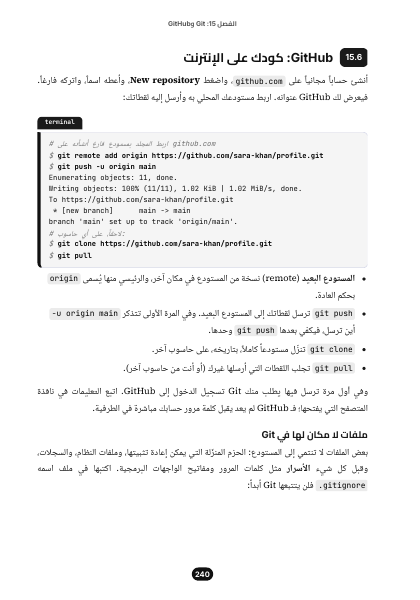 الفصل 15: Git وGitHub
15.6 GitHub: كودك على الإنترنت
أنشئ حساباً مجانياً على github.com، واضغط New repository، وأعطه اسماً، واتركه فارغاً.
فيعرض لك GitHub عنوانه. اربط مستودعك المحلي به وأرسل إليه لقطاتك:
terminal
# اربط المجلد بمستودع فارغ أنشأته على github.com
$ git remote add origin https://github.com/sara-khan/profile.git
$ git push -u origin main
Enumerating objects: 11, done.
Writing objects: 100% (11/11), 1.02 KiB | 1.02 MiB/s, done.
To https://github.com/sara-khan/profile.git
 * [new branch]      main -> main
branch 'main' set up to track 'origin/main'.
# لاحقاً، على أي حاسوب:
$ git clone https://github.com/sara-khan/profile.git
$ git pull
• المستودع البعيد (remote) نسخة من المستودع في مكان آخر، والرئيسي منها يُسمى origin
بحكم العادة.
• git push ترسل لقطاتك إلى المستودع البعيد. وفي المرة الأولى تتذكر -u origin main
أين ترسل، فيكفي بعدها git push وحدها.
• git clone تنزّل مستودعاً كاملاً، بتاريخه، على حاسوب آخر.
• git pull تجلب اللقطات التي أرسلها غيرك (أو أنت من حاسوب آخر).
وفي أول مرة ترسل فيها يطلب منك Git تسجيل الدخول إلى GitHub. اتبع التعليمات في نافذة
المتصفح التي يفتحها؛ فـ GitHub لم يعد يقبل كلمة مرور حسابك مباشرة في الطرفية.
ملفات لا مكان لها في Git
بعض الملفات لا تنتمي إلى المستودع: الحزم المنزّلة التي يمكن إعادة تثبيتها، وملفات النظام، والسجلات،
وقبل كل شيء الأسرار مثل كلمات المرور ومفاتيح الواجهات البرمجية. اكتبها في ملف اسمه
.gitignore فلن يتتبعها Git أبداً:
240